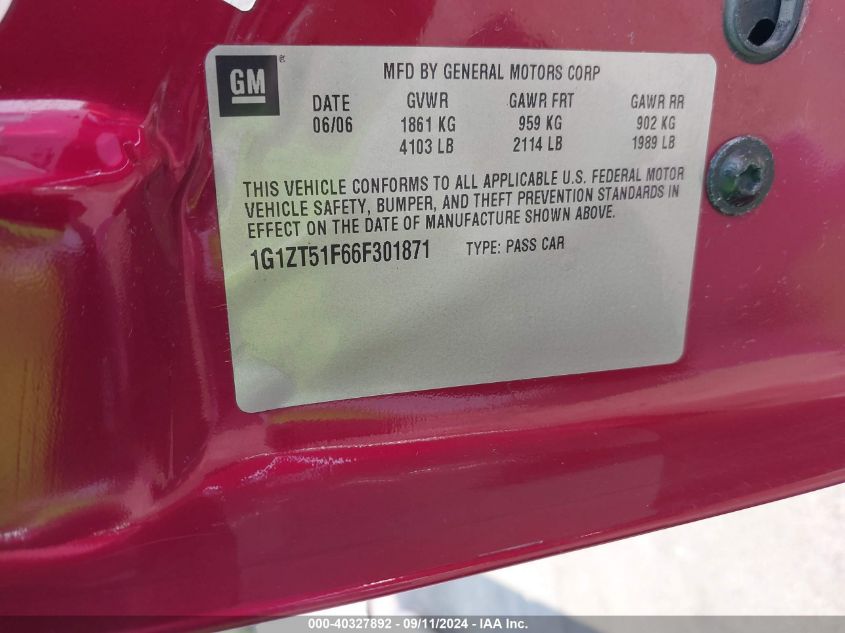 GM
®
MFD BY GENERAL MOTORS CORP
DATE GVWR GAWR FRT GAWR RR
06/06 1861 KG 959 KG 902 KG
4103 LB 2114 LB 1989 LB
THIS VEHICLE CONFORMS TO ALL APPLICABLE U.S. FEDERAL MOTOR
VEHICLE SAFETY, BUMPER, AND THEFT PREVENTION STANDARDS IN
EFFECT ON THE DATE OF MANUFACTURE SHOWN ABOVE.
1G1ZT51F66F301871 TYPE: PASS CAR
000-40327892 - 09/11/2024 - IAA Inc.